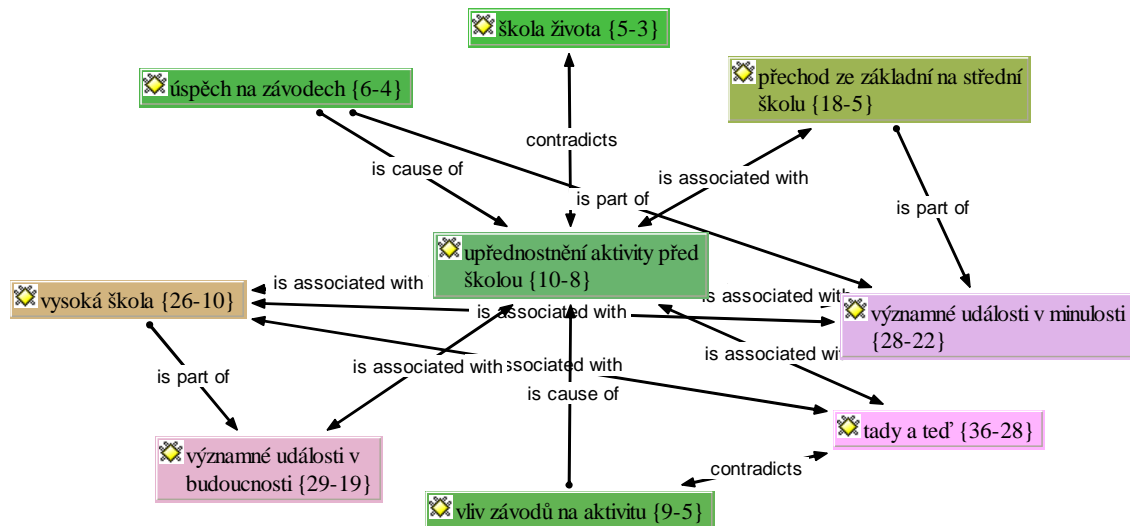 škola života {5-3}
úspěch na závodech {6-4}
přechod ze základní na střední
školu {18-5}
contradicts
is cause of
is associated with
is part of
is part of
upřednostnění aktivity před
školou {10-8}
is associated with
is associated with
vysoká škola {26-10}
is associated with
významné události v minulosti
{28-22}
is associated wi
is associated with
associated with
is part of
is cause of
tady a teď {36-28}
významné události v
budoucnosti {29-19}
contradicts
vliv závodů na aktivitu {9-5}